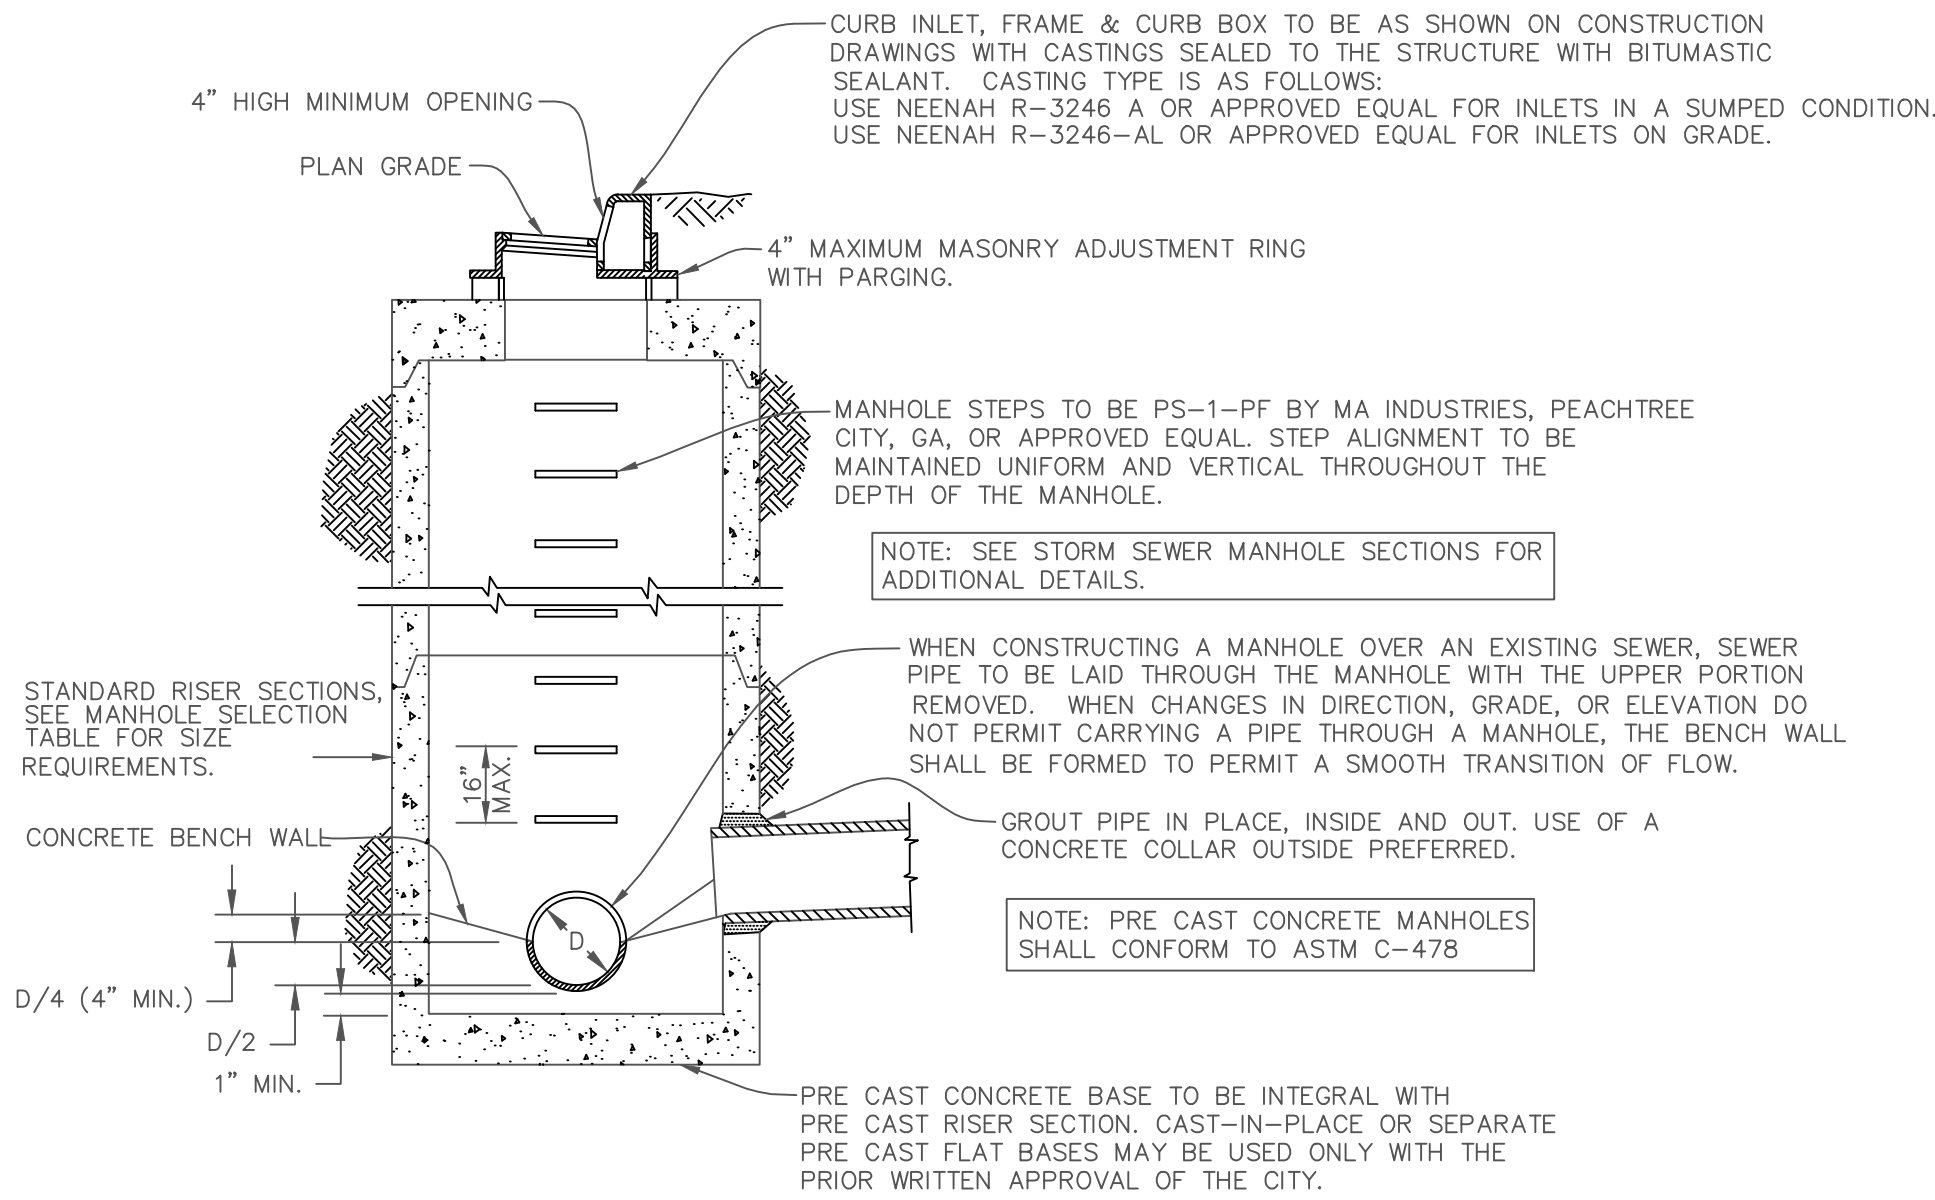 CURB INLET, FRAME & CURB BOX TO BE AS SHOWN ON CONSTRUCTION
DRAWINGS WITH CASTINGS SEALED TO THE STRUCTURE WITH BITUMASTIC
SEALANT. CASTING TYPE IS AS FOLLOWS:
USE NEENAH R-3246 A OR APPROVED EQUAL FOR INLETS IN A SUMPED CONDITION.
USE NEENAH R-3246-AL OR APPROVED EQUAL FOR INLETS ON GRADE.
4" HIGH MINIMUM OPENING
PLAN GRADE
4" MAXIMUM MASONRY ADJUSTMENT RING
WITH PARGING.
MANHOLE STEPS TO BE PS-1-PF BY MA INDUSTRIES, PEACHTREE
CITY, GA, OR APPROVED EQUAL. STEP ALIGNMENT TO BE
MAINTAINED UNIFORM AND VERTICAL THROUGHOUT THE
DEPTH OF THE MANHOLE.
NOTE: SEE STORM SEWER MANHOLE SECTIONS FOR
ADDITIONAL DETAILS.
WHEN CONSTRUCTING A MANHOLE OVER AN EXISTING SEWER, SEWER
PIPE TO BE LAID THROUGH THE MANHOLE WITH THE UPPER PORTION
REMOVED. WHEN CHANGES IN DIRECTION, GRADE, OR ELEVATION DO
NOT PERMIT CARRYING A PIPE THROUGH A MANHOLE, THE BENCH WALL
SHALL BE FORMED TO PERMIT A SMOOTH TRANSITION OF FLOW.
STANDARD RISER SECTIONS,
SEE MANHOLE SELECTION
TABLE FOR SIZE
REQUIREMENTS.
16"
MAX.
CONCRETE BENCH WALL
GROUT PIPE IN PLACE, INSIDE AND OUT. USE OF A
CONCRETE COLLAR OUTSIDE PREFERRED.
NOTE: PRE CAST CONCRETE MANHOLES
SHALL CONFORM TO ASTM C-478
D
D/4 (4" MIN.)
D/2
1" MIN.
PRE CAST CONCRETE BASE TO BE INTEGRAL WITH
PRE CAST RISER SECTION. CAST-IN-PLACE OR SEPARATE
PRE CAST FLAT BASES MAY BE USED ONLY WITH THE
PRIOR WRITTEN APPROVAL OF THE CITY.